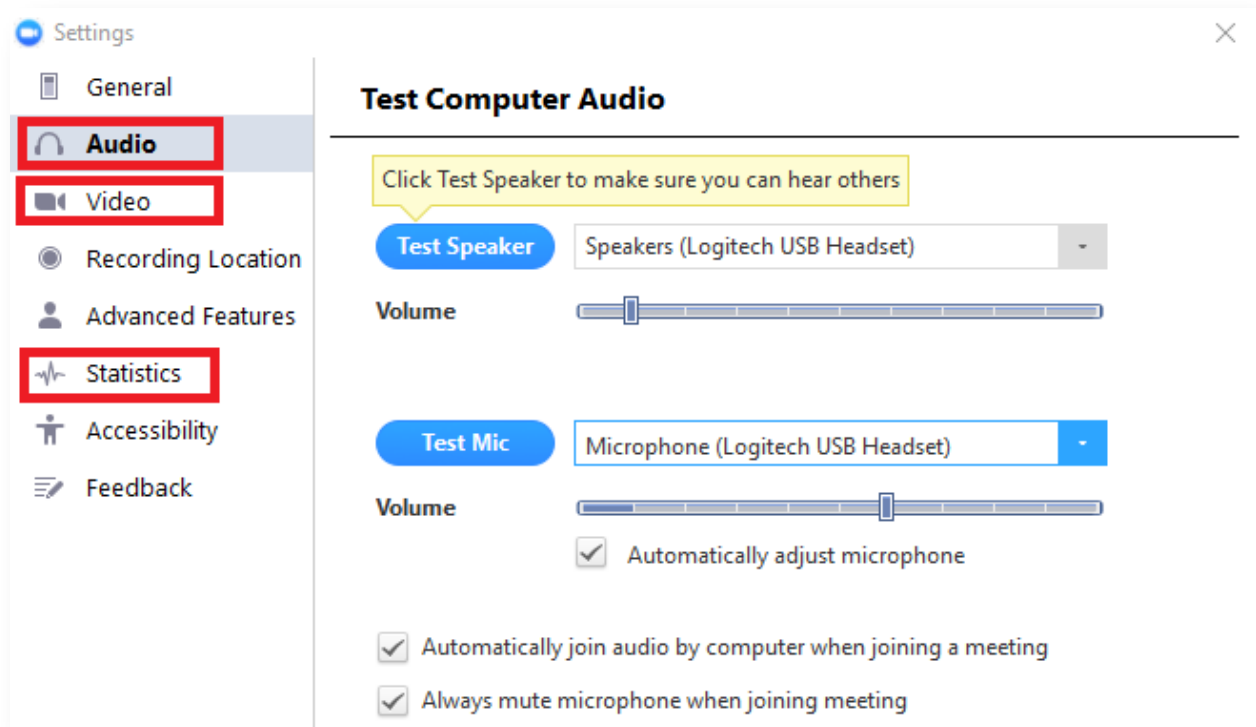 Settings
General
Audio
Video
Recording Location
Advanced Features
Statistics
Accessibility
Feedback
Test Computer Audio
Click Test Speaker to make sure you can hear others
Test Speaker
Speakers (Logitech USB Headset)
Volume
Test Mic
Microphone (Logitech USB Headset)
Volume
Automatically adjust microphone
Automatically join audio by computer when joining a meeting
Always mute microphone when joining meeting